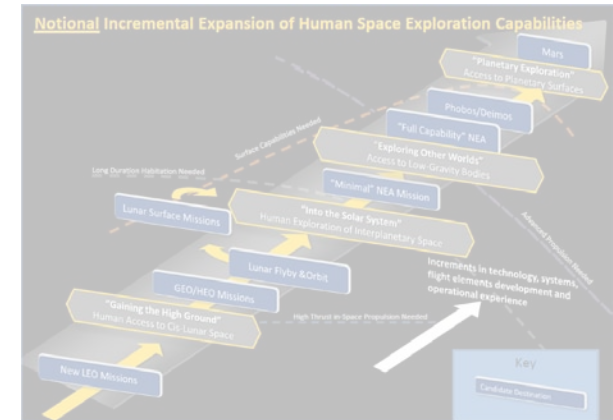 Notional Incremental Expansion of Human Space Exploration Capabilities
Mars
"Planetary Exploration"
Access to Planetary Surfaces
Phobos/Deimos
"Full Capability" NEA
Surface Capabilities Needed
"Exploring Other Worlds"
Access to Low-Gravity Bodies
Long Duration Habitation Needed
"Minimal" NEA Mission
Lunar Surface Missions
"Into the Solar System"
Human Exploration of Interplanetary Space
Advanced Propulsion Needed
Lunar Flyby &Orbit
Increments in technology, systems,
flight elements development and
operational experience
GEO/HEO Missions
"Gaining the High Ground"
Human Access to Cis-Lunar Space
High Thrust in-Space Propulsion Needed
New LEO Missions
Key
Candidate Destination